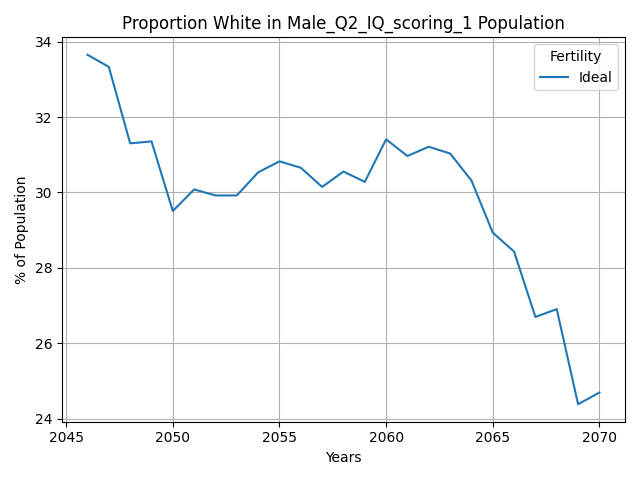 Proportion White in Male_Q2_IQ_scoring_1 Population
Fertility
Ideal
% of Population
34
32
30
28
26
24
2045 2050 2055 2060 2065 2070
Years